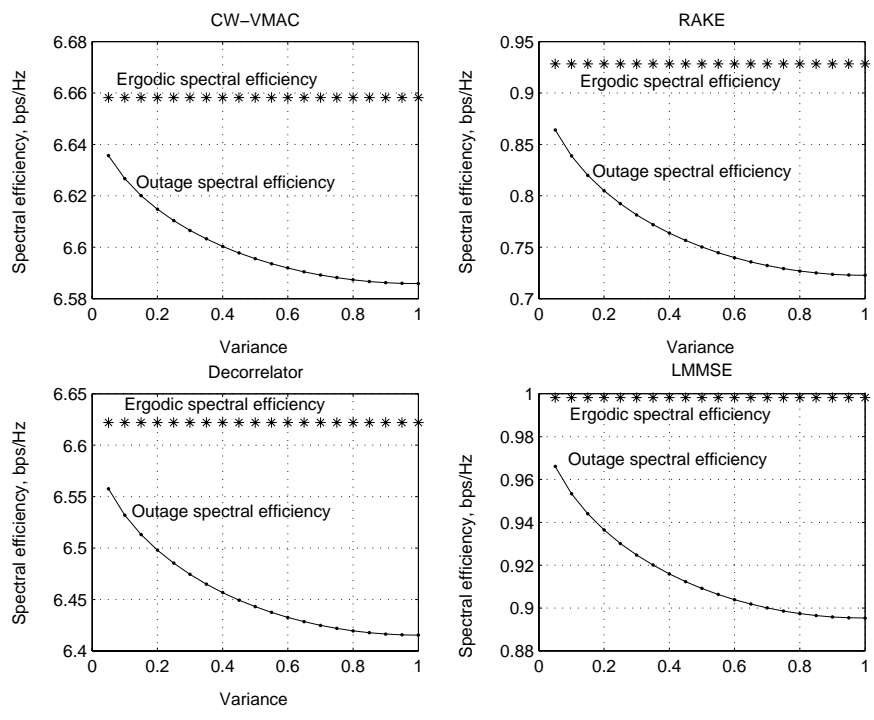 CW−VMAC
Spectral efficiency, bps/Hz
6.68
6.66
6.64
6.62
6.6
6.58
Ergodic spectral efficiency
Outage spectral efficiency
0 0.2 0.4 0.6 0.8 1
Variance
RAKE
Spectral efficiency, bps/Hz
0.95
0.9
0.85
0.8
0.75
0.7
Ergodic spectral efficiency
Outage spectral efficiency
0 0.2 0.4 0.6 0.8 1
Variance
Decorrelator
Spectral efficiency, bps/Hz
6.65
6.6
6.55
6.5
6.45
6.4
Ergodic spectral efficiency
Outage spectral efficiency
0 0.2 0.4 0.6 0.8 1
Variance
LMMSE
Spectral efficiency, bps/Hz
1
0.98
0.96
0.94
0.92
0.9
0.88
Ergodic spectral efficiency
Outage spectral efficiency
0 0.2 0.4 0.6 0.8 1